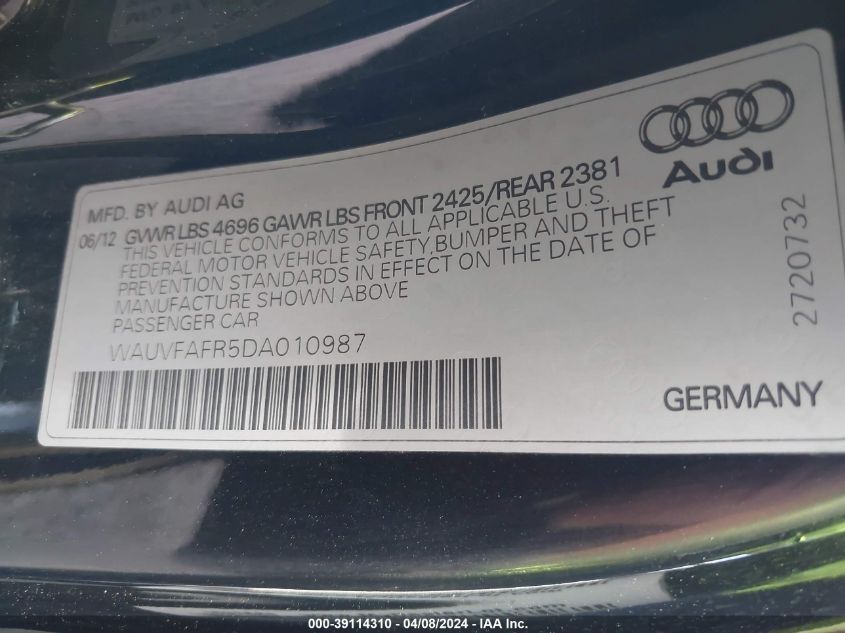 AUDI
MFD. BY AUDI AG
06/12 GVWR LBS 4696 GAWR LBS FRONT 2425/REAR 2381
THIS VEHICLE CONFORMS TO ALL APPLICABLE U.S.
FEDERAL MOTOR VEHICLE SAFETY, BUMPER AND THEFT
PREVENTION STANDARDS IN EFFECT ON THE DATE OF
MANUFACTURE SHOWN ABOVE
PASSENGER CAR
WAUVFAFR5DA010987
2720732
GERMANY
000-39114310 - 04/08/2024 - IAA Inc.